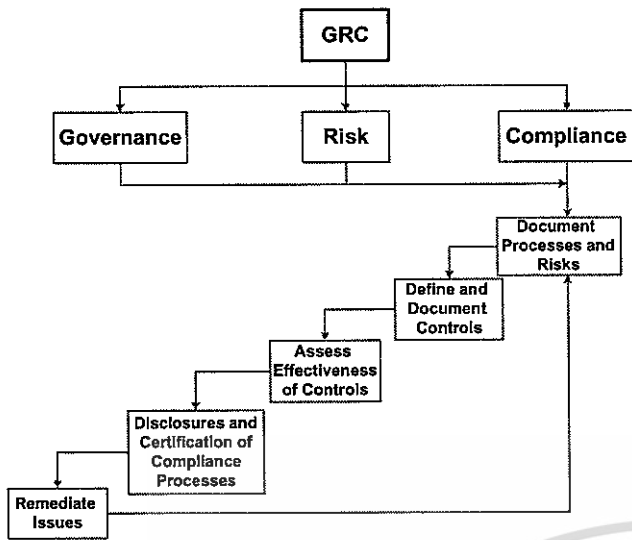 GRC
Governance
Risk
Compliance
Document
Processes and
Risks
Define and
Document
Controls
Assess
Effectiveness
of Controls
Disclosures and
Certification of
Compliance
Processes
Remediate
Issues